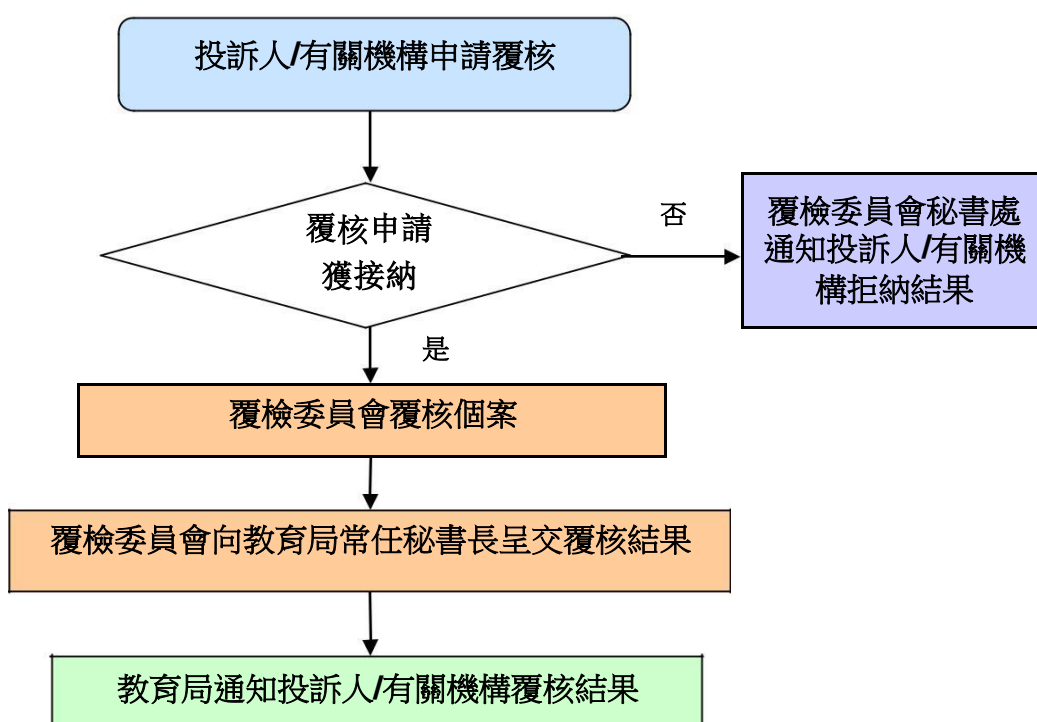 投訴人/有關機構申請覆核
覆核申請
獲接納
否
覆檢委員會秘書處
通知投訴人/有關機
構拒納結果
是
覆檢委員會覆核個案
覆檢委員會向教育局常任秘書長呈交覆核結果
教育局通知投訴人/有關機構覆核結果